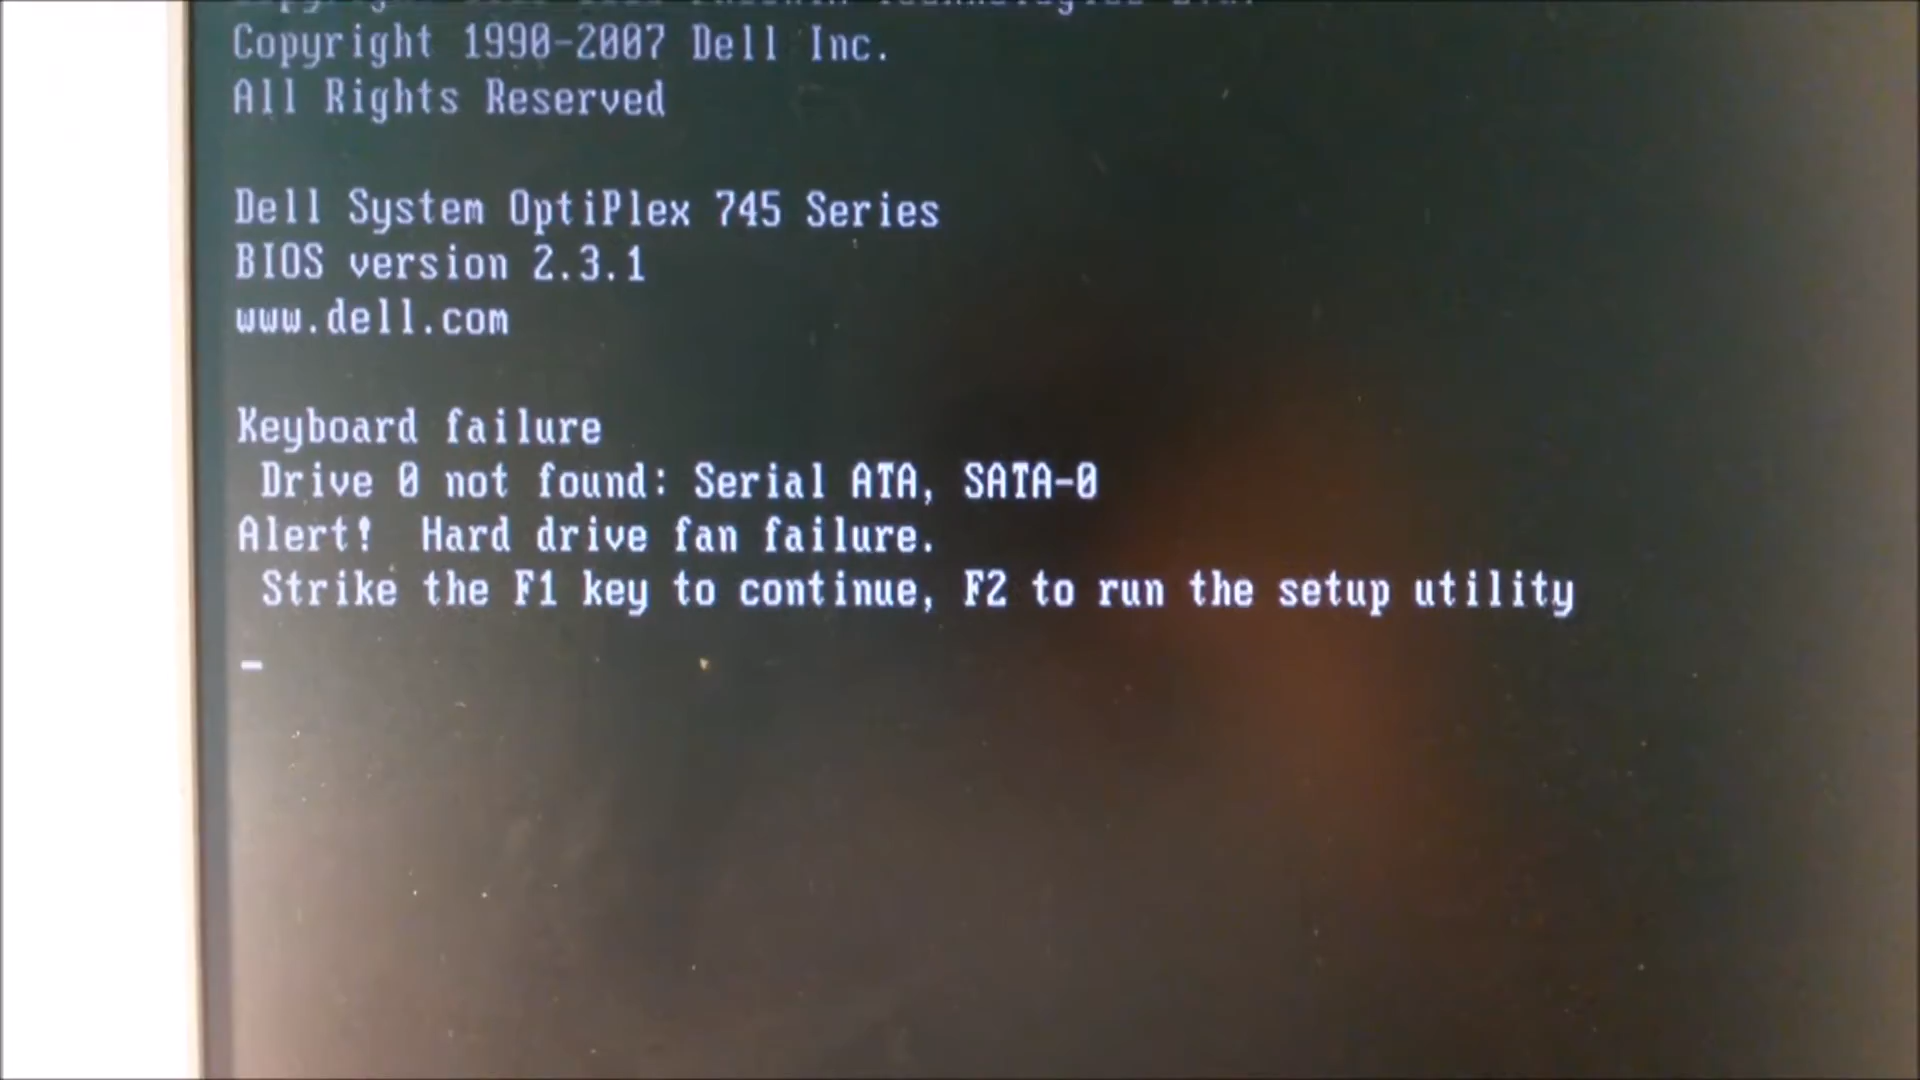 Copyright 1990-2007 Dell Inc.
All Rights Reserved
Dell System OptiPlex 745 Series
BIOS version 2.3.1
www.dell.com
Keyboard failure
Drive 0 not found: Serial ATA, SATA-0
Alert! Hard drive fan failure.
Strike the F1 key to continue, F2 to run the setup utility